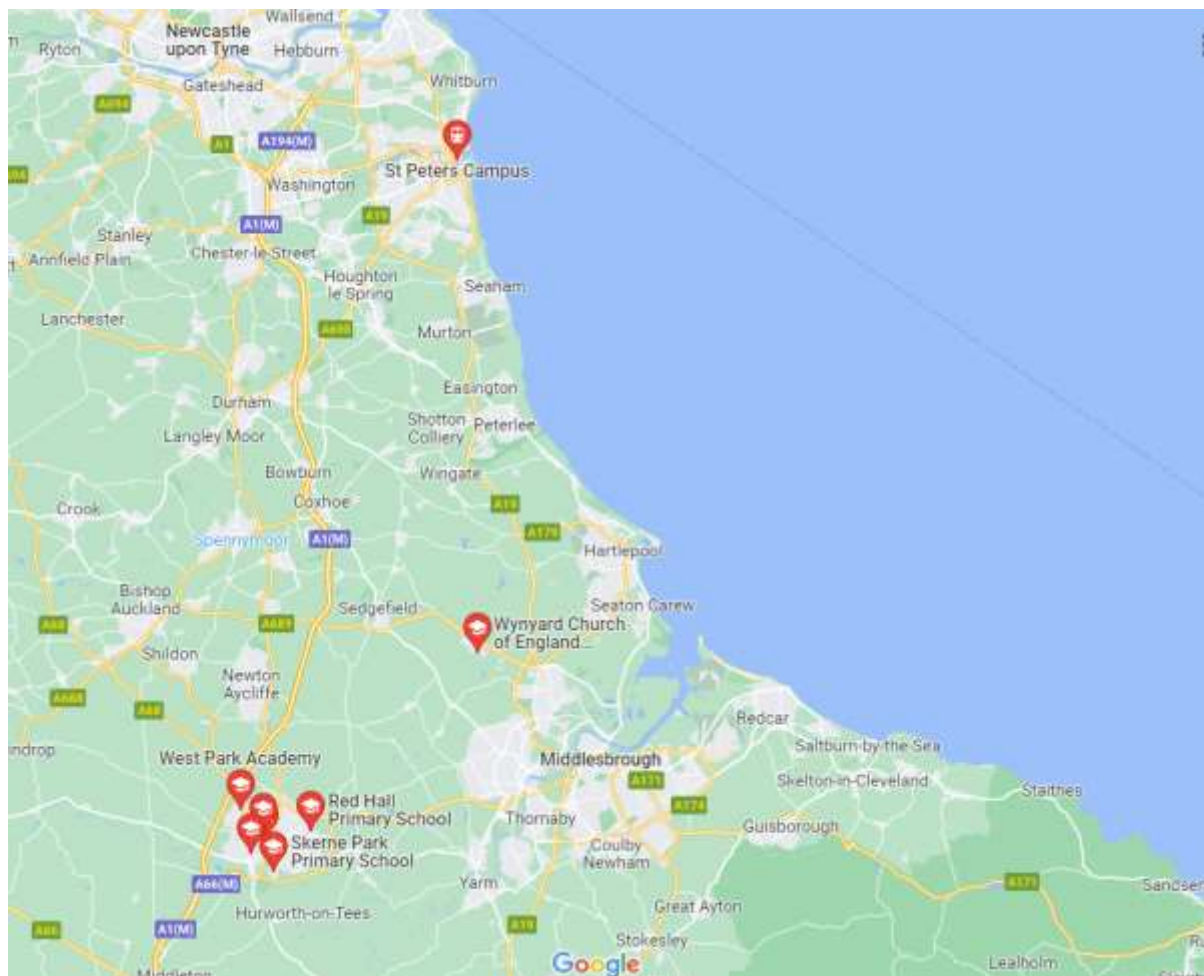 Wallsend
Newcastle
upon Tyne
Ryton
Hebburn
Gateshead
Whitburn
A694
A1
A194(M)
St Peters Campus
Washington
A1(M)
A19
Stanley
Annfield Plain
Chester-le-Street
Houghton
le Spring
Seaham
Lanchester
A690
Murton
Easington
Durham
Shotton
Colliery
Peterlee
Langley Moor
Bowburn
Wingate
Coxhoe
Crook
A19
A179
Spennymoor
A1(M)
Hartlepool
Bishop
Auckland
Sedgefield
Seaton Carew
A68
A689
Wynyard Church
of England...
Shildon
Newton
Aycliffe
A688
A68
Redcar
Saltburn-by-the Sea
West Park Academy
Middlesbrough
A171
Skelton-in-Cleveland
Staithes
Red Hall
Primary School
Thornaby
A174
Guisborough
Skerne Park
Primary School
Coulby
Newham
A66(M)
Yarm
A171
Hurworth-on-Tees
Great Ayton
A1(M)
A19
Stokesley
Google
Lealholm
Middleton